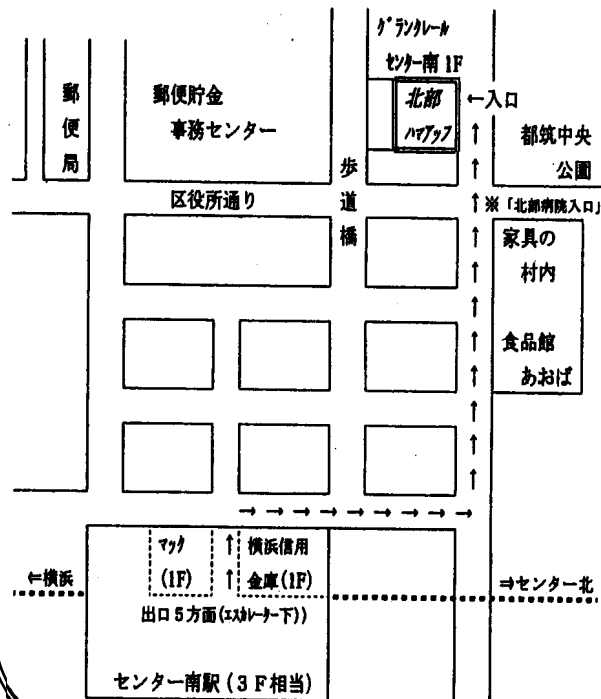 グランクレール
センター南 1F
郵便局
郵便貯金
事務センター
北部
ハマアップ
←入口
都筑中央
公園
歩道橋
区役所通り
※「北部病院入口」
家具の
村内
食品館
あおば
マック
(1F)
横浜信用
金庫(1F)
⇐横浜
⇒センター北
出口5方面(エスカレーター下))
センター南駅(3F相当)